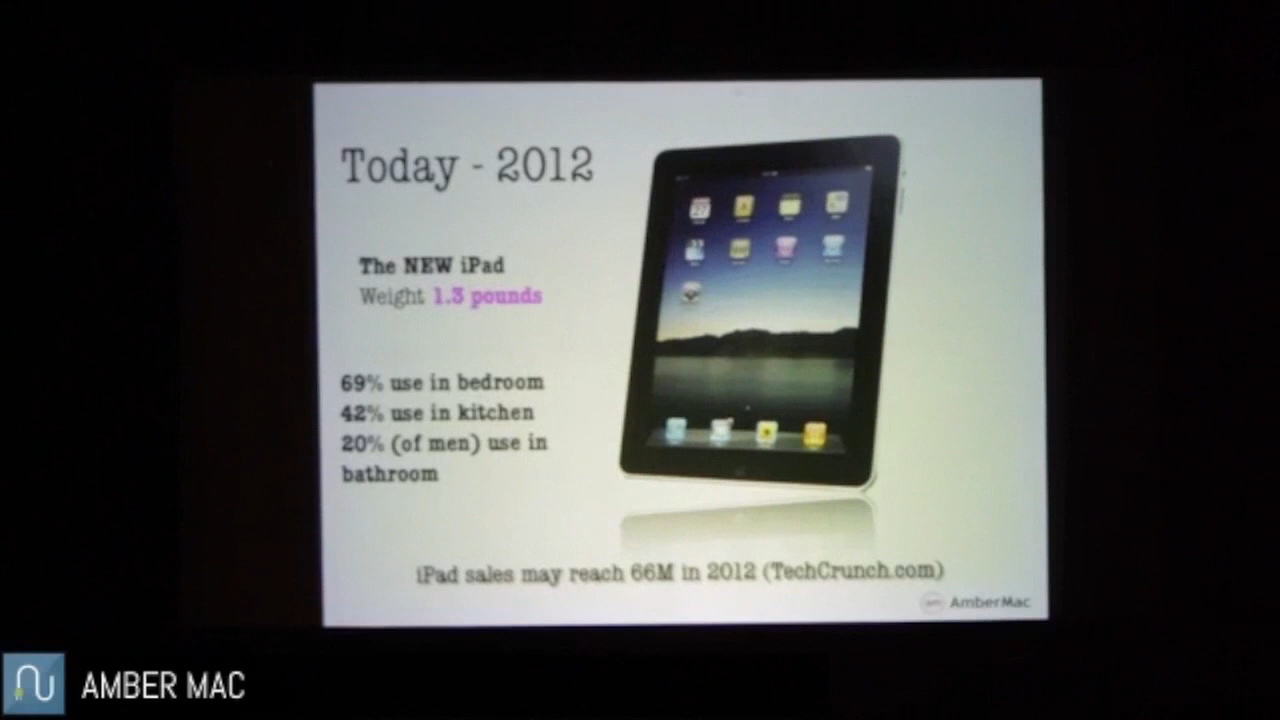 Today - 2012
The NEW iPad
Weight 1.3 pounds
69% use in bedroom
42% use in kitchen
20% (of men) use in
bathroom
27
iPad sales may reach 66M in 2012 (TechCrunch.com)
AmberMac
AMBER MAC